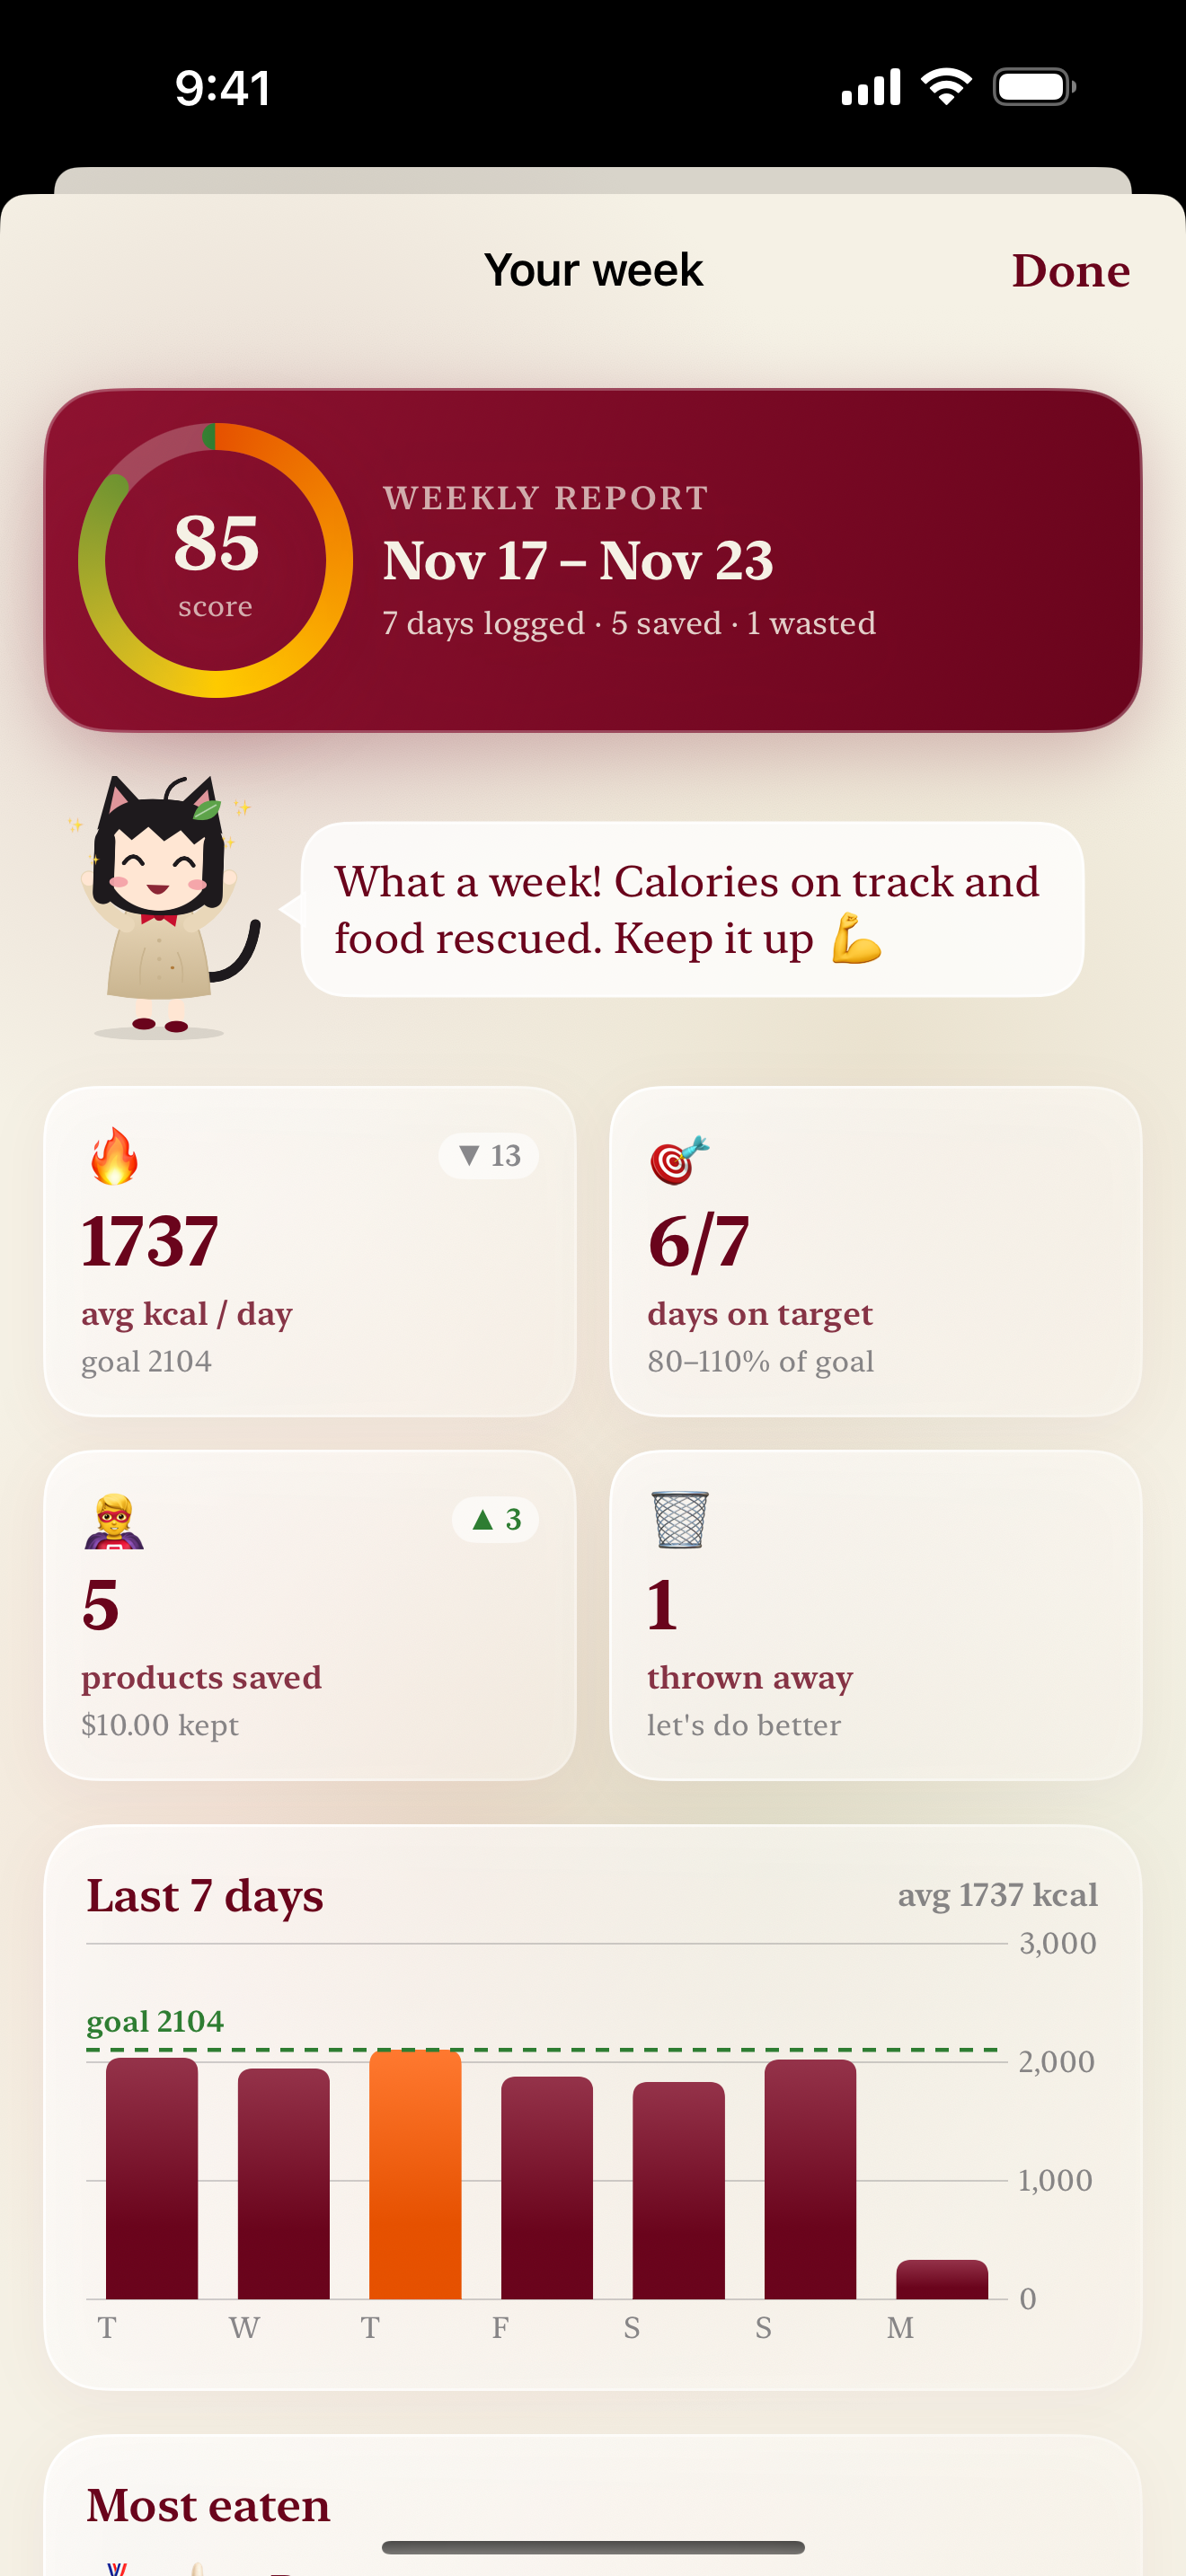 9:41
Your week
Done
85
score
WEEKLY REPORT
Nov 17 – Nov 23
7 days logged · 5 saved · 1 wasted
What a week! Calories on track and
food rescued. Keep it up 💪
▼ 13
1737
avg kcal / day
goal 2104
6/7
days on target
80–110% of goal
▲ 3
5
products saved
$10.00 kept
1
thrown away
let's do better
Last 7 days
avg 1737 kcal
3,000
goal 2104
2,000
1,000
0
T W T F S S M
Most eaten